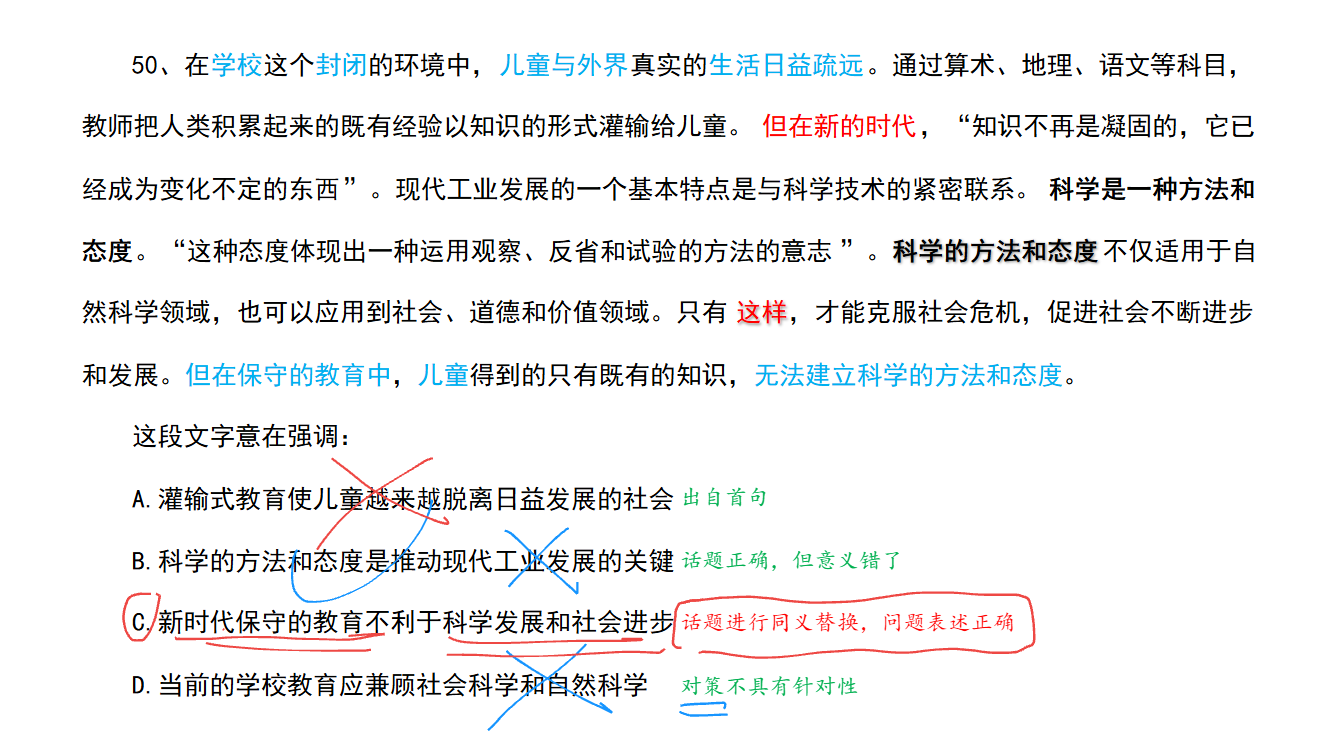 50、在学校这个封闭的环境中，儿童与外界真实的生活日益疏远。通过算术、地理、语文等科目，
教师把人类积累起来的既有经验以知识的形式灌输给儿童。 但在新的时代，“知识不再是凝固的，它已
经成为变化不定的东西”。现代工业发展的一个基本特点是与科学技术的紧密联系。 科学是一种方法和
态度。“这种态度体现出一种运用观察、反省和试验的方法的意志 ”。科学的方法和态度 不仅适用于自
然科学领域，也可以应用到社会、道德和价值领域。只有 这样，才能克服社会危机，促进社会不断进步
和发展。但在保守的教育中，儿童得到的只有既有的知识，无法建立科学的方法和态度。
这段文字意在强调：
A. 灌输式教育使儿童越来越脱离日益发展的社会 出自首句
B. 科学的方法和态度是推动现代工业发展的关键 话题正确，但意义错了
C. 新时代保守的教育不利于科学发展和社会进步 话题进行同义替换，问题表述正确
D. 当前的学校教育应兼顾社会科学和自然科学 对策不具有针对性